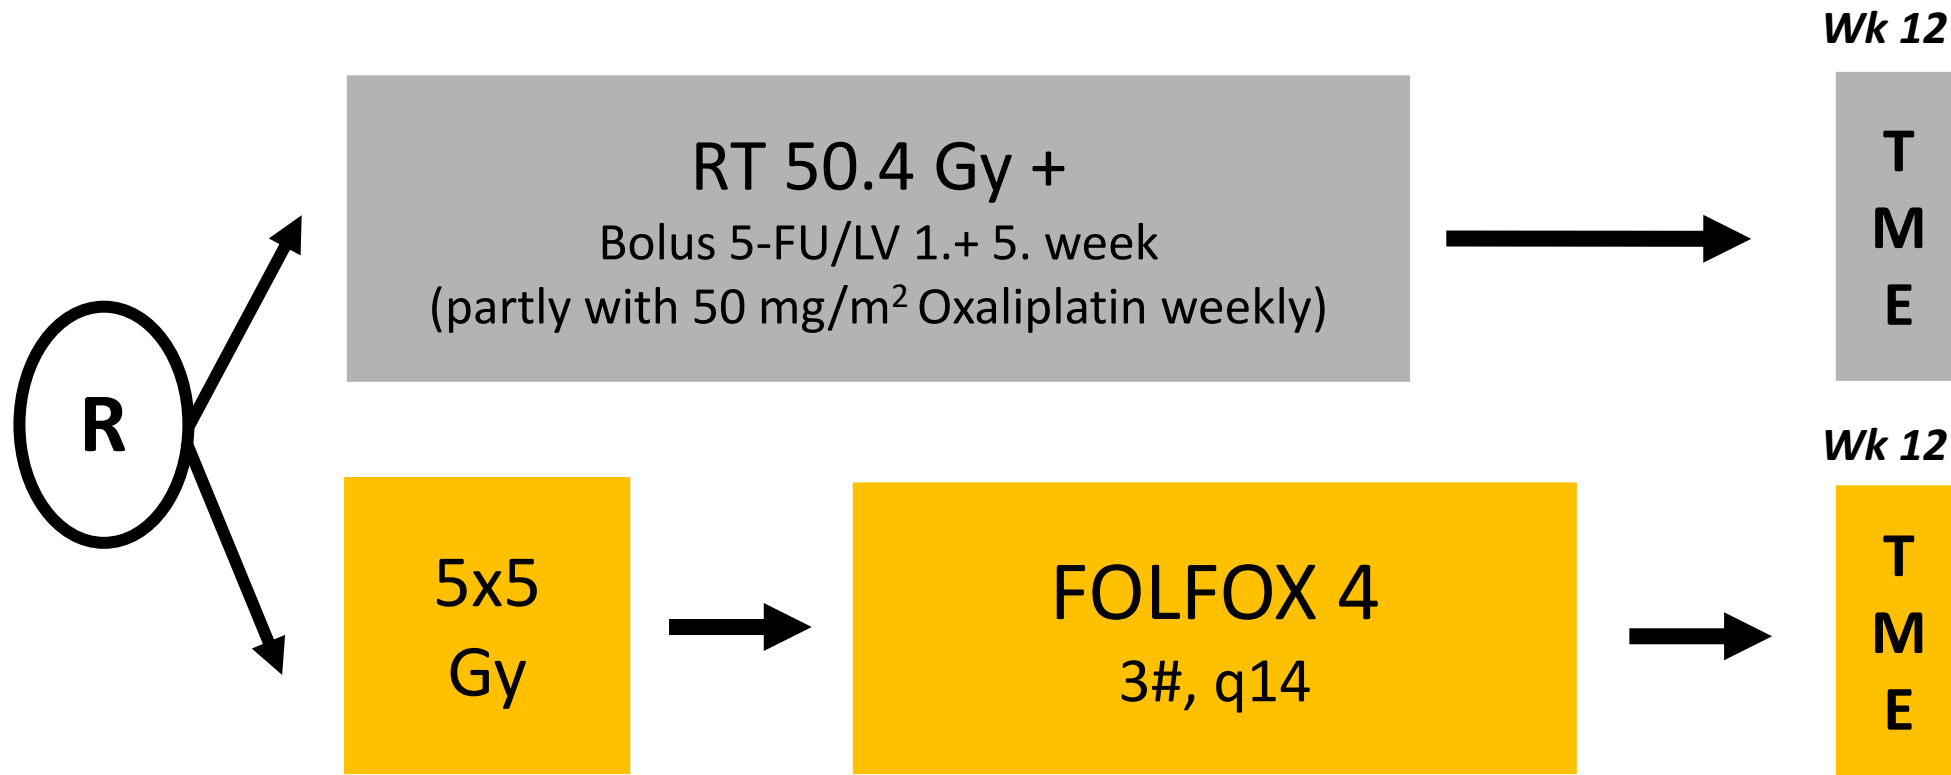 Wk 12
RT 50.4 Gy +
Bolus 5-FU/LV 1.+ 5. week
(partly with 50 mg/m² Oxaliplatin weekly)
T
M
E
R
Wk 12
5x5
Gy
FOLFOX 4
3#, q14
T
M
E